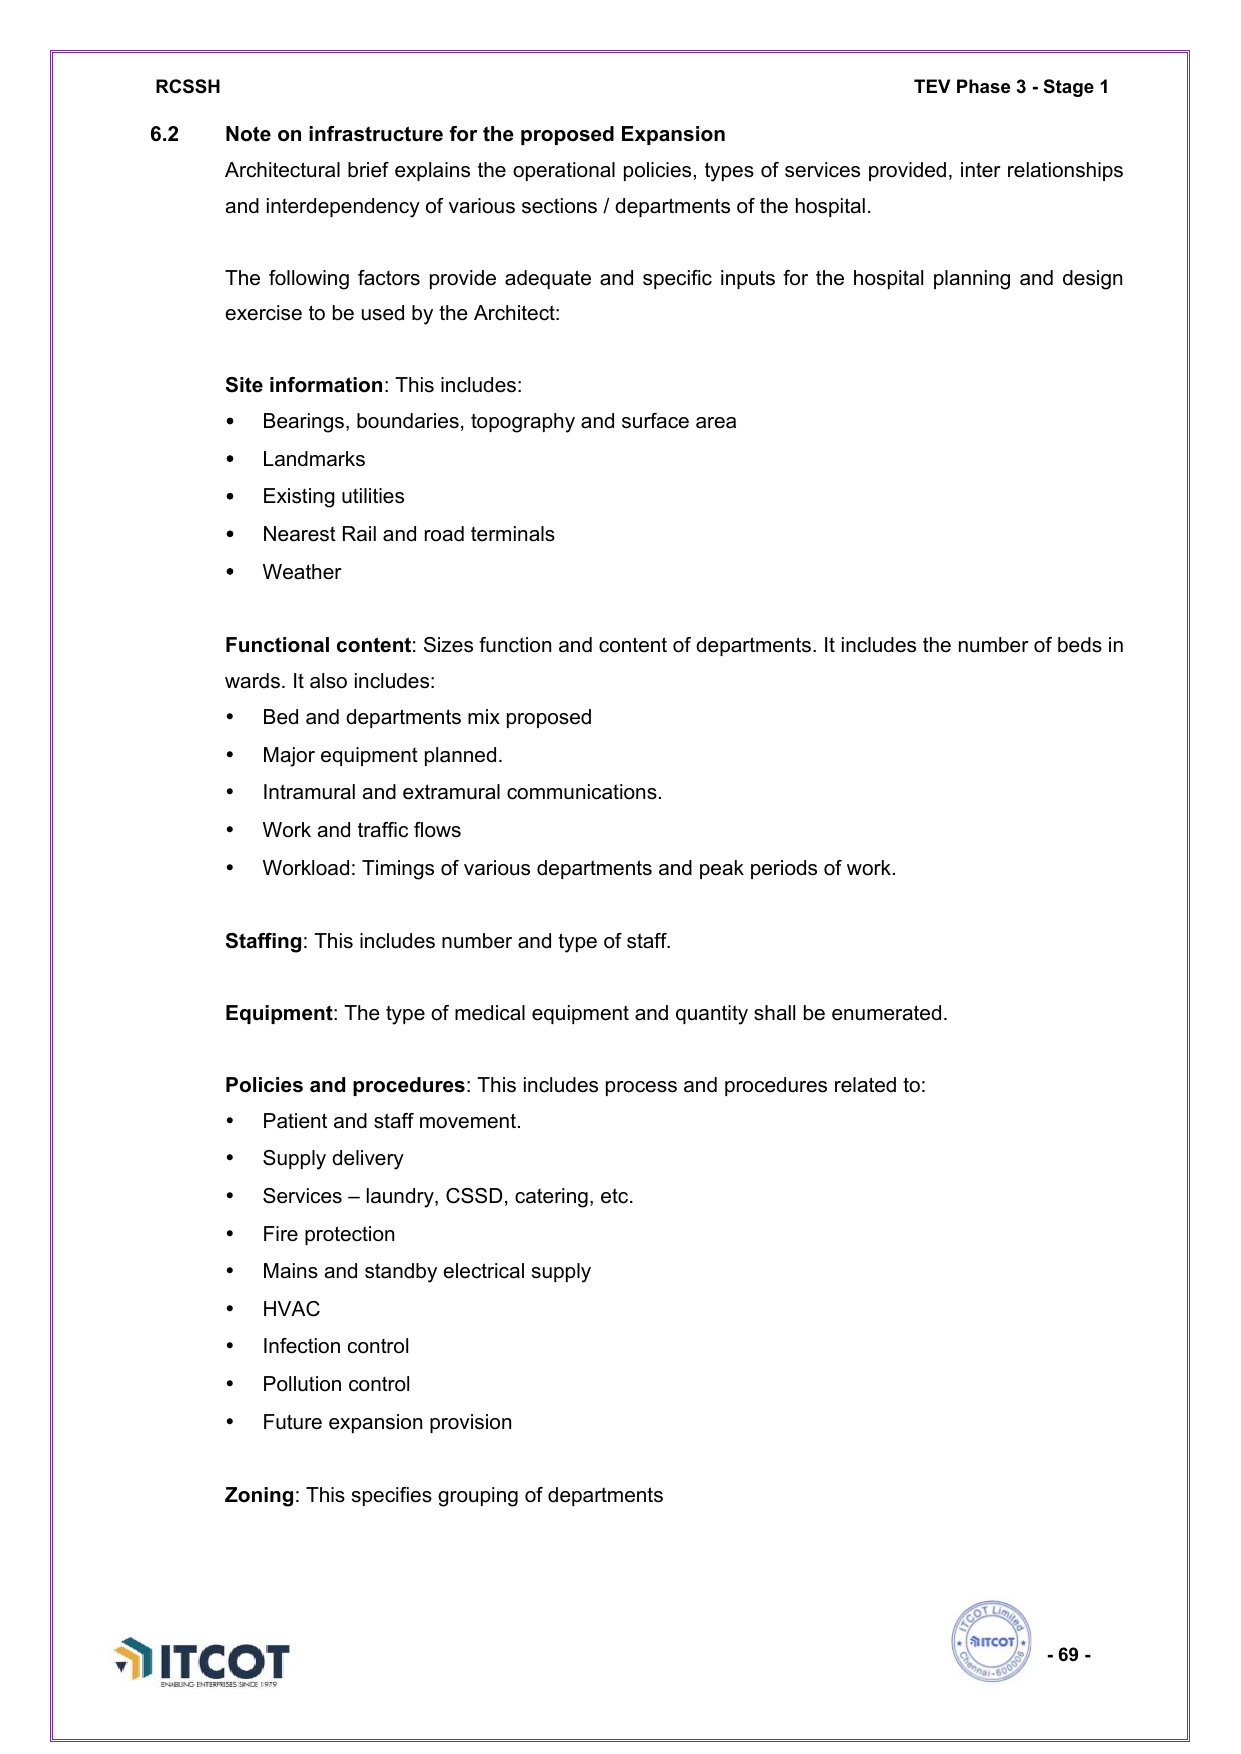 RCSSH TEV Phase 3 - Stage 1
6.2 Note on infrastructure for the proposed Expansion
Architectural brief explains the operational policies, types of services provided, inter relationships
and interdependency of various sections / departments of the hospital.
The following factors provide adequate and specific inputs for the hospital planning and design
exercise to be used by the Architect:
Site information: This includes:
• Bearings, boundaries, topography and surface area
• Landmarks
• Existing utilities
• Nearest Rail and road terminals
• Weather
Functional content: Sizes function and content of departments. It includes the number of beds in
wards. It also includes:
• Bed and departments mix proposed
• Major equipment planned.
• Intramural and extramural communications.
• Work and traffic flows
• Workload: Timings of various departments and peak periods of work.
Staffing: This includes number and type of staff.
Equipment: The type of medical equipment and quantity shall be enumerated.
Policies and procedures: This includes process and procedures related to:
• Patient and staff movement.
• Supply delivery
• Services – laundry, CSSD, catering, etc.
• Fire protection
• Mains and standby electrical supply
• HVAC
• Infection control
• Pollution control
• Future expansion provision
Zoning: This specifies grouping of departments
ITCOT
ENABLING ENTERPRISES SINCE 1979
ITCOT Limited
ITCOT
Chennai-600006
- 69 -